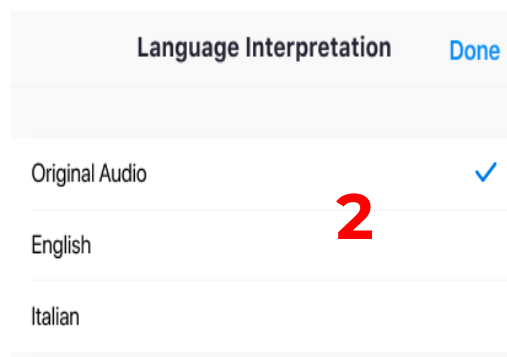 Language Interpretation Done
Original Audio
2
English
Italian